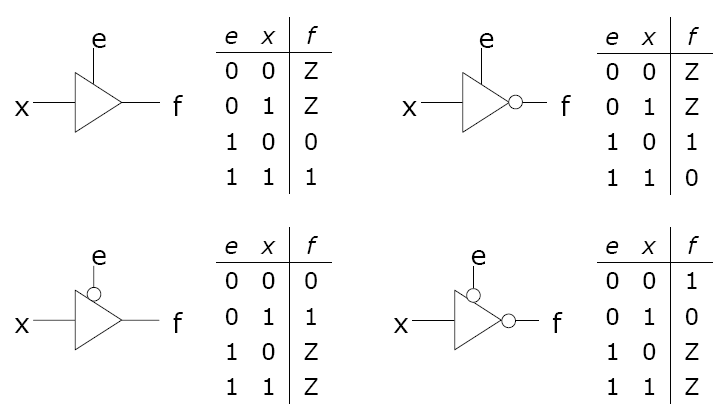 e
x f
e x f
0 0 Z
0 1 Z
1 0 0
1 1 1
e
x f
e x f
0 0 Z
0 1 Z
1 0 1
1 1 0
e
x f
e x f
0 0 0
0 1 1
1 0 Z
1 1 Z
e
x f
e x f
0 0 1
0 1 0
1 0 Z
1 1 Z